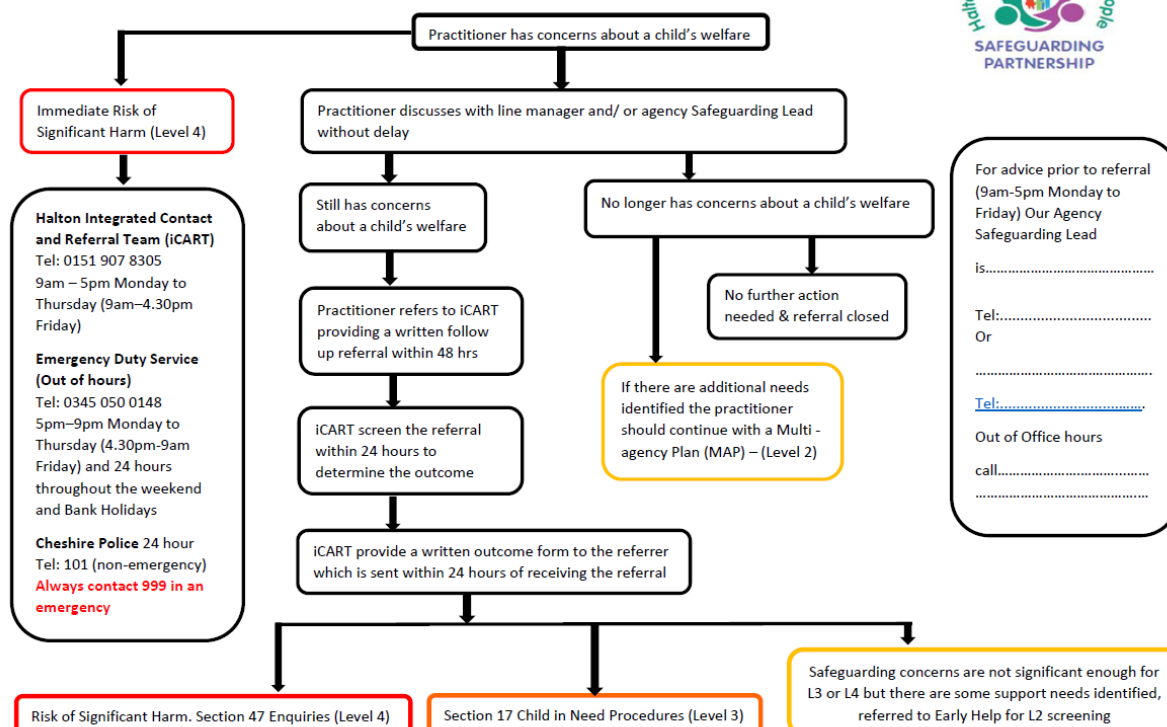 Halto
ople
SAFEGUARDING
PARTNERSHIP
Practitioner has concerns about a child's welfare
Immediate Risk of
Significant Harm (Level 4)
Practitioner discusses with line manager and/ or agency Safeguarding Lead
without delay
Halton Integrated Contact
and Referral Team (iCART)
Tel: 0151 907 8305
9am – 5pm Monday to
Thursday (9am–4.30pm
Friday)
Emergency Duty Service
(Out of hours)
Tel: 0345 050 0148
5pm–9pm Monday to
Thursday (4.30pm-9am
Friday) and 24 hours
throughout the weekend
and Bank Holidays
Cheshire Police 24 hour
Tel: 101 (non-emergency)
Always contact 999 in an
emergency
Still has concerns
about a child's welfare
No longer has concerns about a child's welfare
Practitioner refers to iCART
providing a written follow
up referral within 48 hrs
No further action
needed & referral closed
If there are additional needs
identified the practitioner
should continue with a Multi -
agency Plan (MAP) – (Level 2)
iCART screen the referral
within 24 hours to
determine the outcome
iCART provide a written outcome form to the referrer
which is sent within 24 hours of receiving the referral
For advice prior to referral
(9am-5pm Monday to
Friday) Our Agency
Safeguarding Lead
is..................................................
Tel:.....................................
Or
....................................................
Tel:...................................
Out of Office hours
call.............................................
...................................................
Risk of Significant Harm. Section 47 Enquiries (Level 4)
Section 17 Child in Need Procedures (Level 3)
Safeguarding concerns are not significant enough for
L3 or L4 but there are some support needs identified,
referred to Early Help for L2 screening